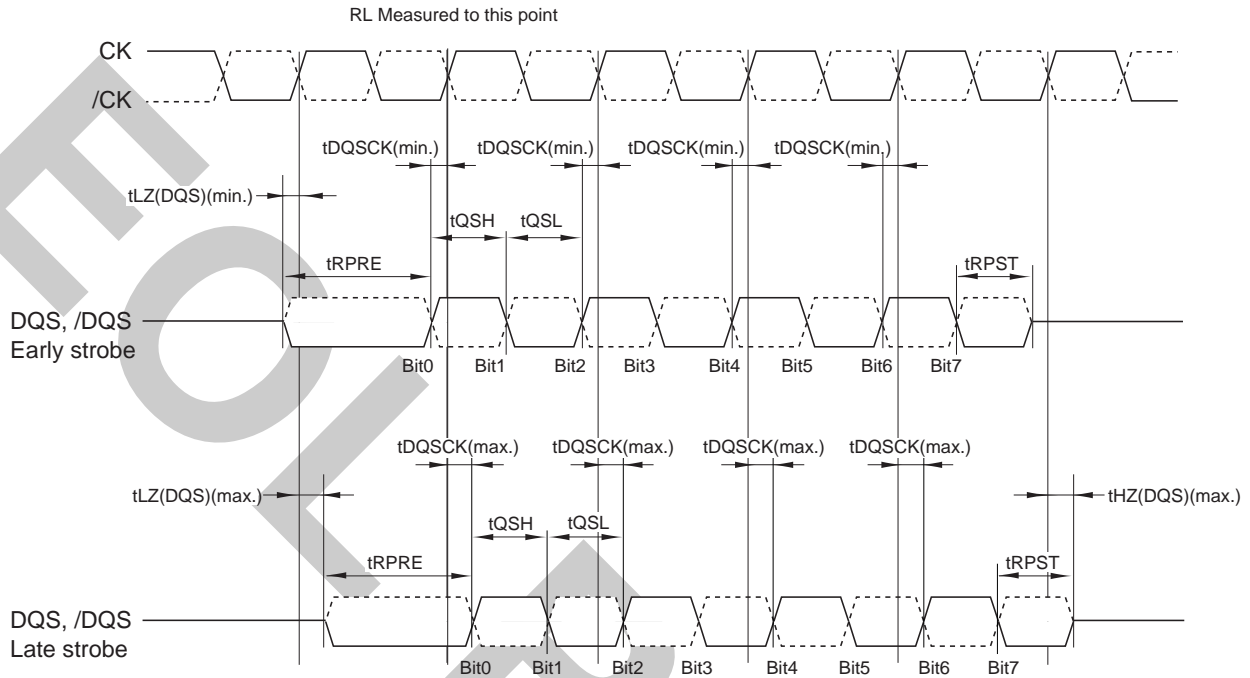 RL Measured to this point
CK
/CK
tDQSCK(min.) tDQSCK(min.) tDQSCK(min.) tDQSCK(min.)
tLZ(DQS)(min.)
tQSH tQSL
tRPRE tRPST
DQS, /DQS
Early strobe
Bit0 Bit1 Bit2 Bit3 Bit4 Bit5 Bit6 Bit7
tDQSCK(max.) tDQSCK(max.) tDQSCK(max.) tDQSCK(max.)
tLZ(DQS)(max.) tHZ(DQS)(max.)
tQSH tQSL
tRPRE tRPST
DQS, /DQS
Late strobe
Bit0 Bit1 Bit2 Bit3 Bit4 Bit5 Bit6 Bit7